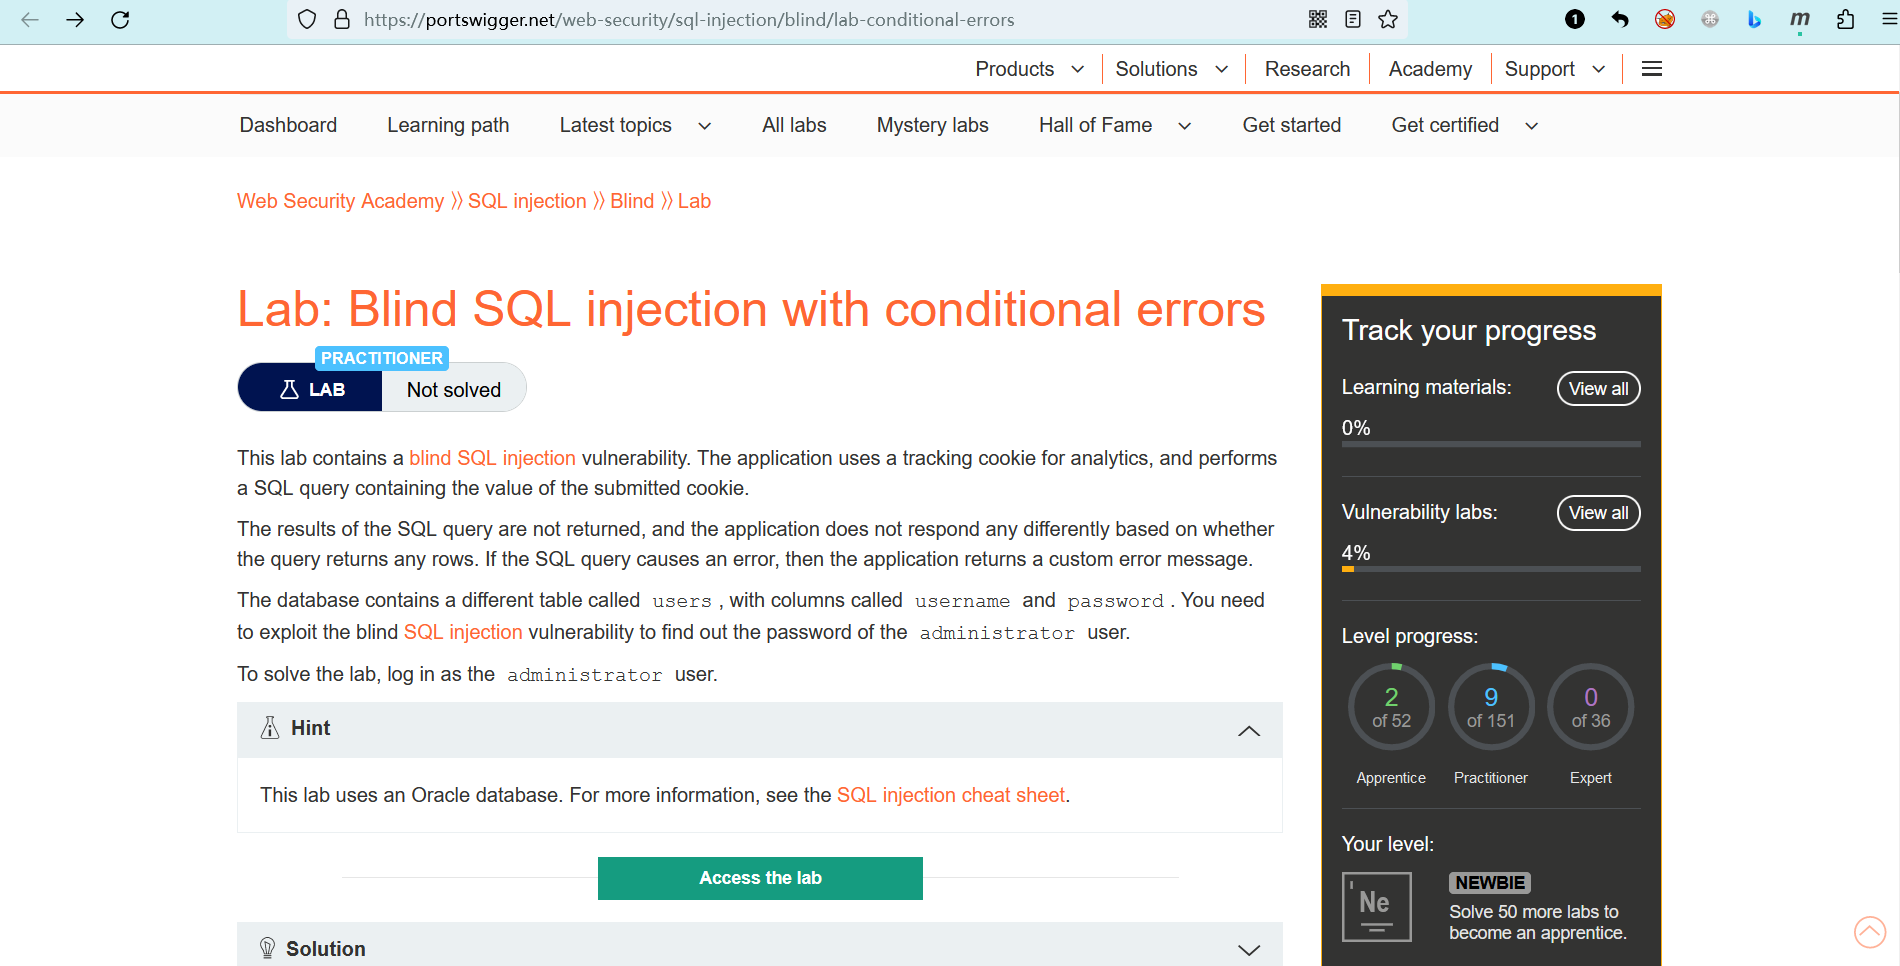 https://portswigger.net/web-security/sql-injection/blind/lab-conditional-errors
1
m
Products
Solutions
Research
Academy
Support
Dashboard
Learning path
Latest topics
All labs
Mystery labs
Hall of Fame
Get started
Get certified
Web Security Academy 》 SQL injection 》 Blind 》 Lab
Lab: Blind SQL injection with conditional errors
PRACTITIONER
LAB
Not solved
This lab contains a blind SQL injection vulnerability. The application uses a tracking cookie for analytics, and performs
a SQL query containing the value of the submitted cookie.
The results of the SQL query are not returned, and the application does not respond any differently based on whether
the query returns any rows. If the SQL query causes an error, then the application returns a custom error message.
The database contains a different table called users , with columns called username and password . You need
to exploit the blind SQL injection vulnerability to find out the password of the administrator user.
To solve the lab, log in as the administrator user.
Hint
This lab uses an Oracle database. For more information, see the SQL injection cheat sheet.
Access the lab
Solution
Track your progress
Learning materials:
View all
0%
Vulnerability labs:
View all
4%
Level progress:
2
of 52
9
of 151
0
of 36
Apprentice
Practitioner
Expert
Your level:
Ne
NEWBIE
Solve 50 more labs to
become an apprentice.